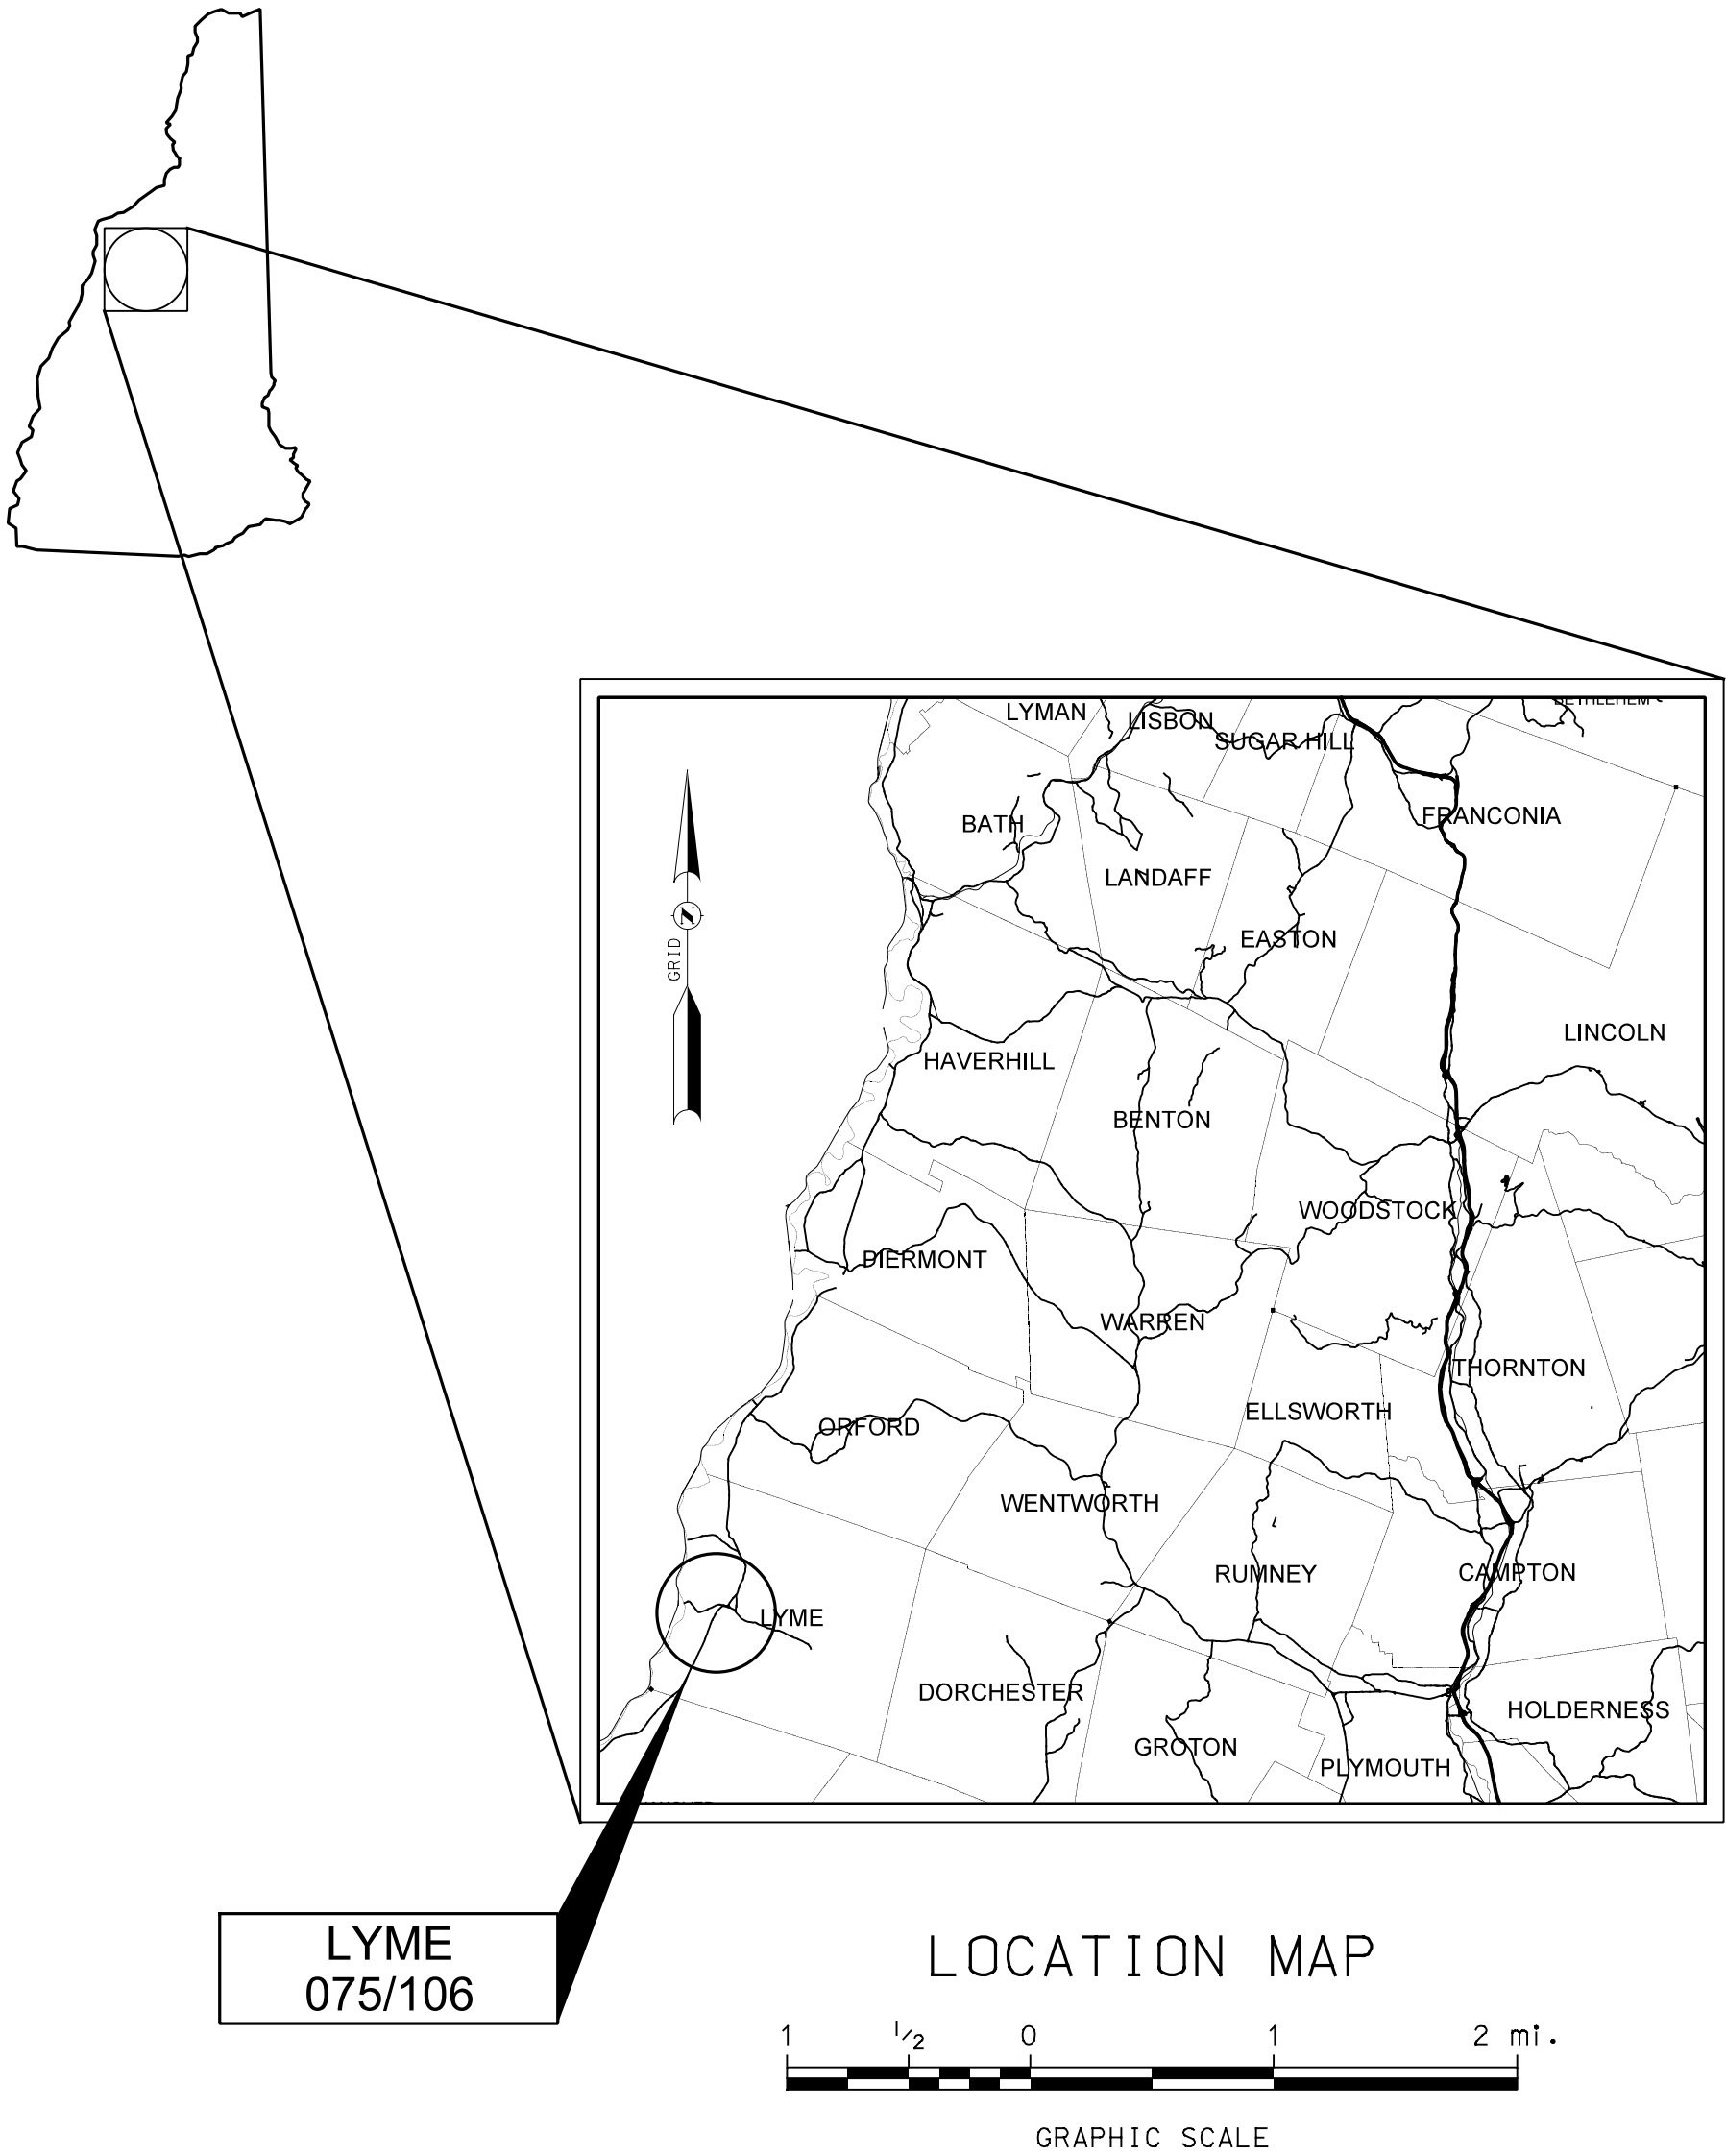 LYMAN
LISBON
BETHLEHEM
SUGAR HILL
BATH
FRANCONIA
LANDAFF
N
GRID
EASTON
LINCOLN
HAVERHILL
BENTON
WOODSTOCK
PIERMONT
WARREN
THORNTON
ELLSWORTH
ORFORD
WENTWORTH
RUMNEY
CAMPTON
LYME
DORCHESTER
HOLDERNESS
GROTON
PLYMOUTH
LYME
075/106
LOCATION MAP
1 1/2 0 1 2 mi.
GRAPHIC SCALE